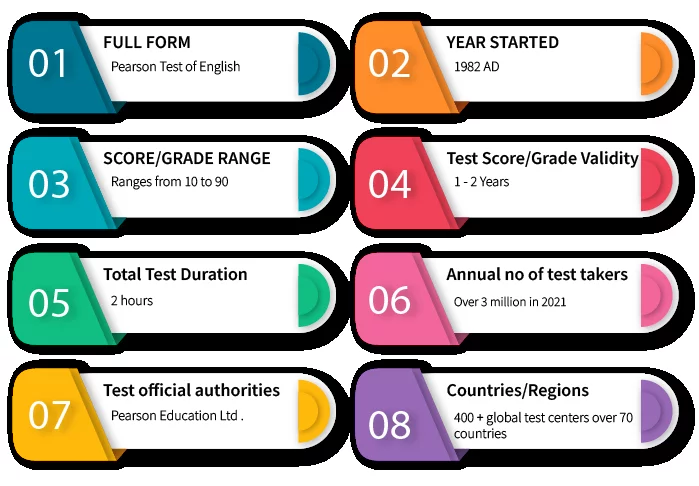 01
FULL FORM
Pearson Test of English
02
YEAR STARTED
1982 AD
03
SCORE/GRADE RANGE
Ranges from 10 to 90
04
Test Score/Grade Validity
1 - 2 Years
05
Total Test Duration
2 hours
06
Annual no of test takers
Over 3 million in 2021
07
Test official authorities
Pearson Education Ltd .
08
Countries/Regions
400 + global test centers over 70
countries